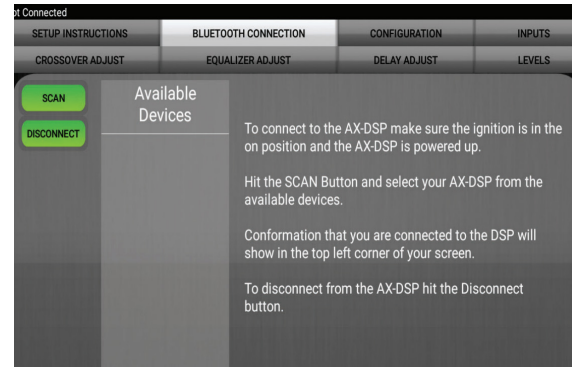 ot Connected
SETUP INSTRUCTIONS BLUETOOTH CONNECTION CONFIGURATION INPUTS
CROSSOVER ADJUST EQUALIZER ADJUST DELAY ADJUST LEVELS
SCAN
DISCONNECT
Available
Devices
To connect to the AX-DSP make sure the ignition is in the
on position and the AX-DSP is powered up.
Hit the SCAN Button and select your AX-DSP from the
available devices.
Conformation that you are connected to the DSP will
show in the top left corner of your screen.
To disconnect from the AX-DSP hit the Disconnect
button.